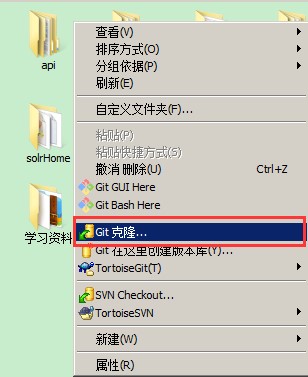 api
solrHome
学习资料
查看(V)
排序方式(O)
分组依据(P)
刷新(E)
自定义文件夹(F)...
粘贴(P)
粘贴快捷方式(S)
撤消 删除(U) Ctrl+Z
Git GUI Here
Git Bash Here
Git 克隆...
Git 在这里创建版本库(Y)...
TortoiseGit(T)
SVN Checkout...
TortoiseSVN
新建(W)
属性(R)